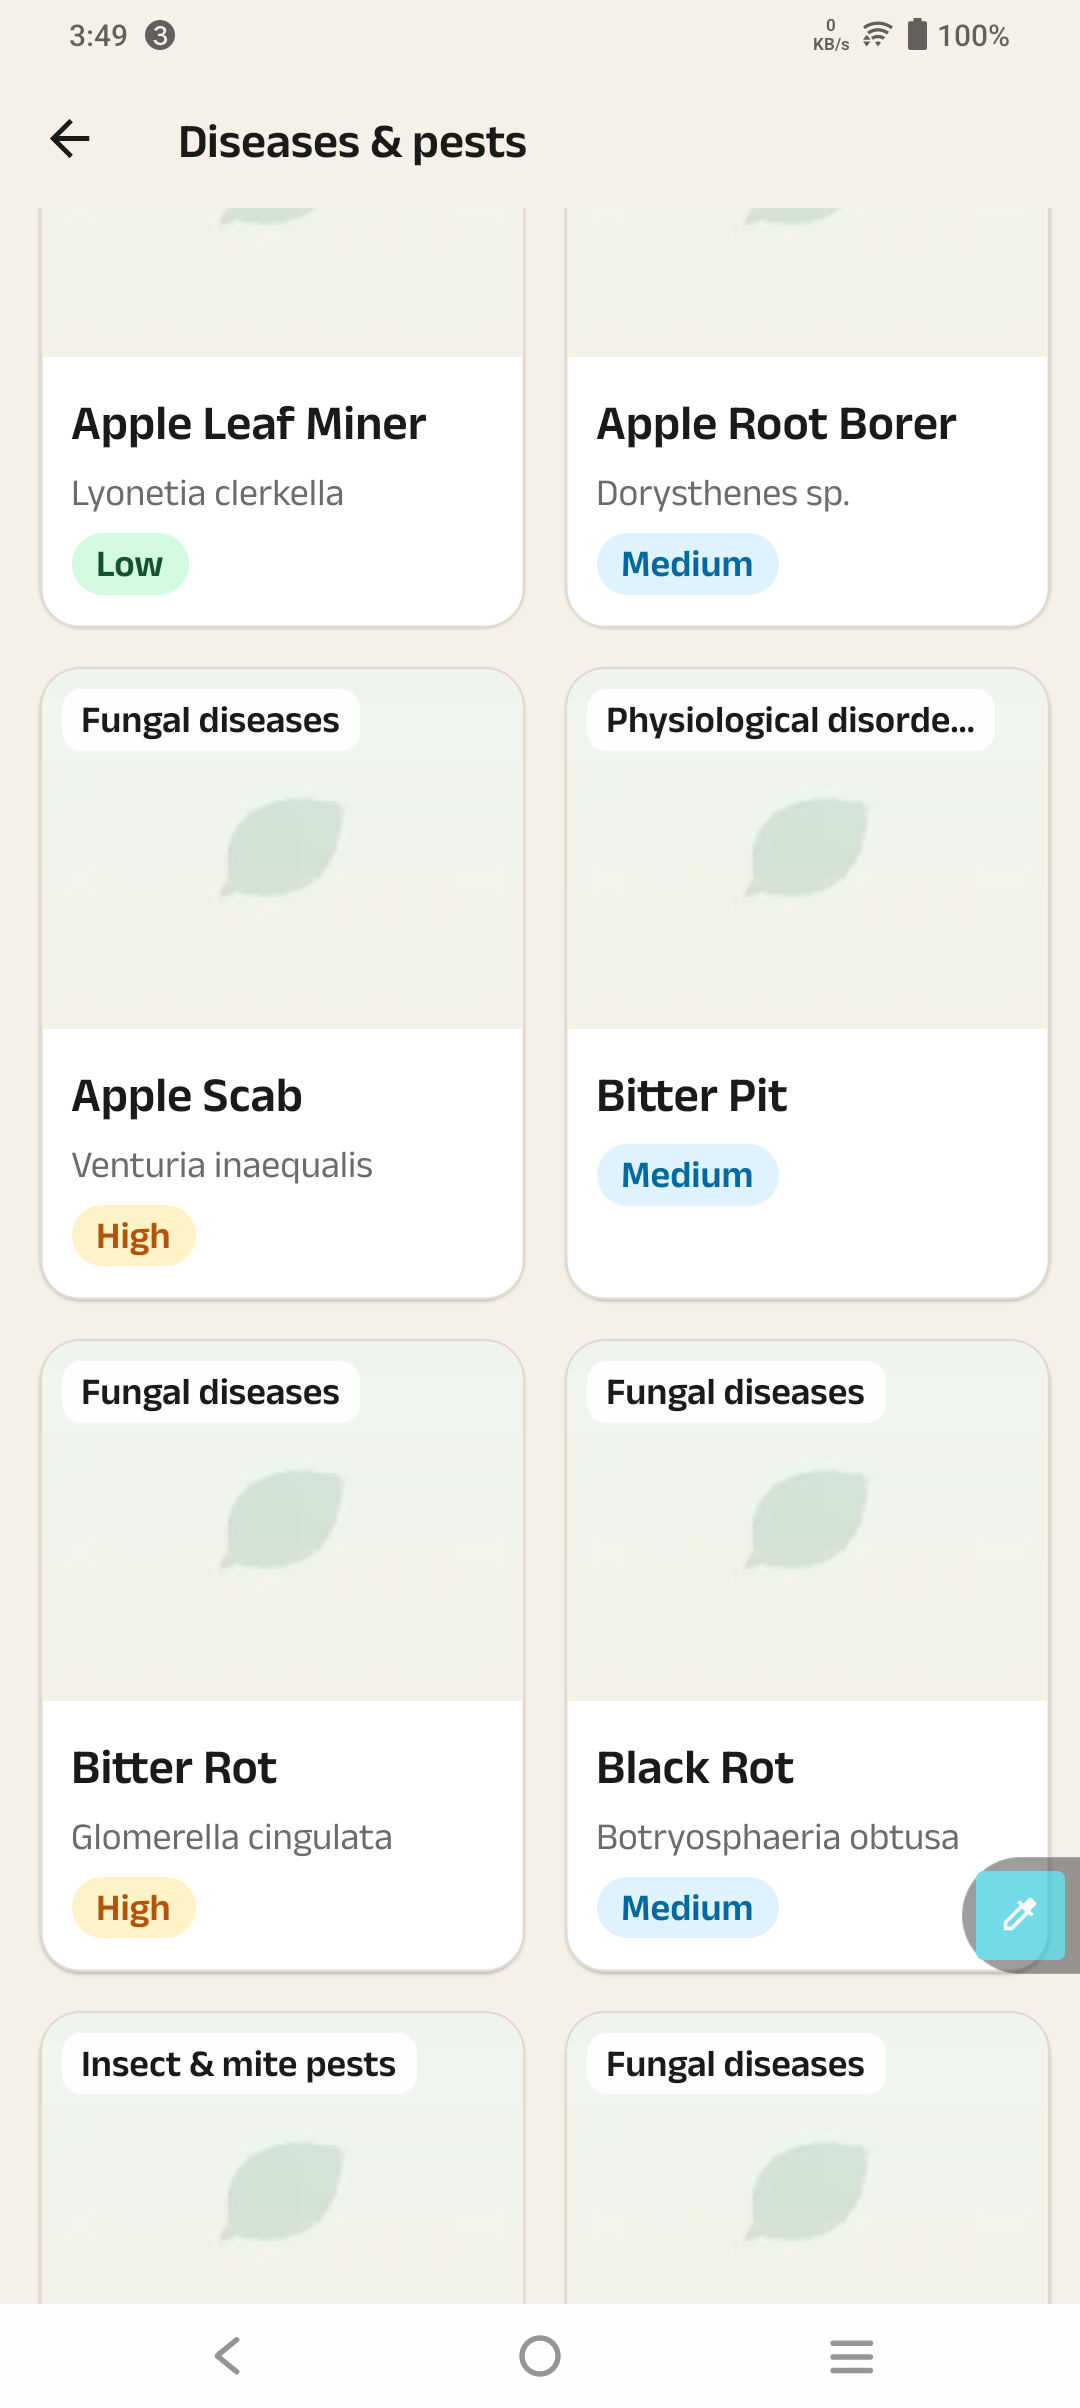 3:49 3 0 KB/s 100%
Diseases & pests
Apple Leaf Miner
Lyonetia clerkella
Low
Apple Root Borer
Dorysthenes sp.
Medium
Fungal diseases
Apple Scab
Venturia inaequalis
High
Physiological disorde...
Bitter Pit
Medium
Fungal diseases
Bitter Rot
Glomerella cingulata
High
Fungal diseases
Black Rot
Botryosphaeria obtusa
Medium
Insect & mite pests
Fungal diseases